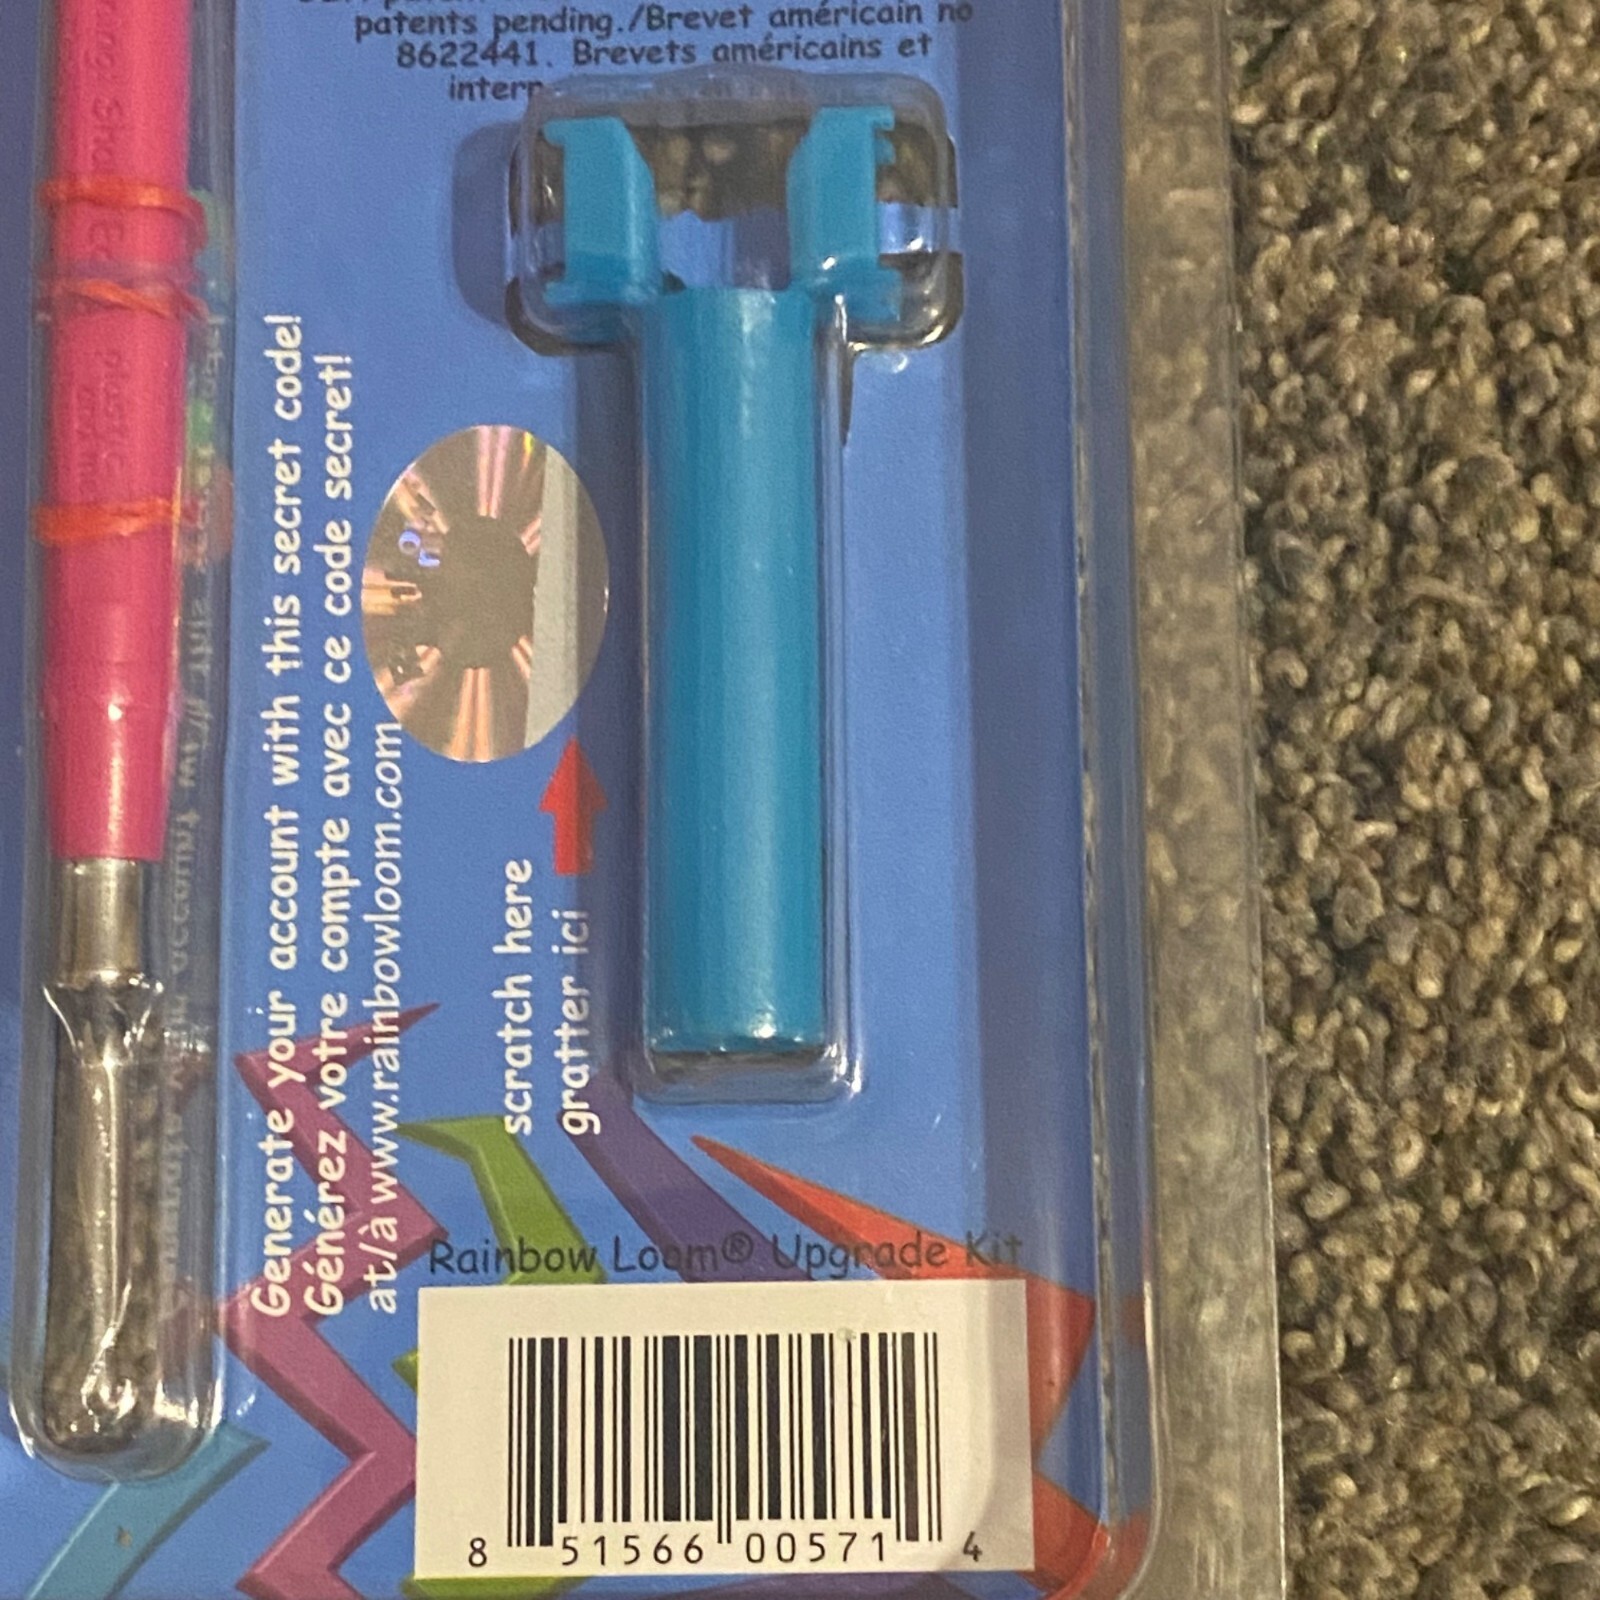 patents pending./Brevet américain no
8622441. Brevets américains et
Generate your account with this secret code!
Générez votre compte avec ce code secret!
at/à www.rainbowloom.com
scratch here
gratter ici
Rainbow Loom® Upgrade Kit
8 51566 00571 4